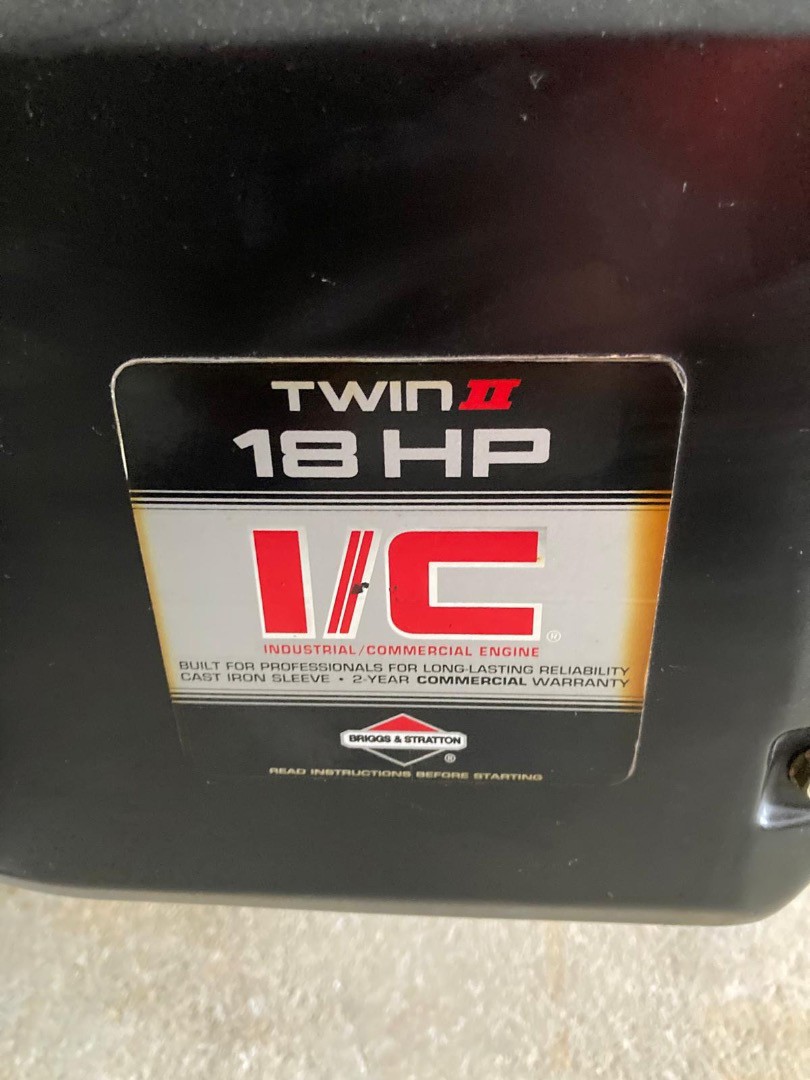 TWIN II
18 HP
I/C®
INDUSTRIAL/COMMERCIAL ENGINE
BUILT FOR PROFESSIONALS FOR LONG-LASTING RELIABILITY
CAST IRON SLEEVE • 2-YEAR COMMERCIAL WARRANTY
BRIGGS & STRATTON
®
READ INSTRUCTIONS BEFORE STARTING